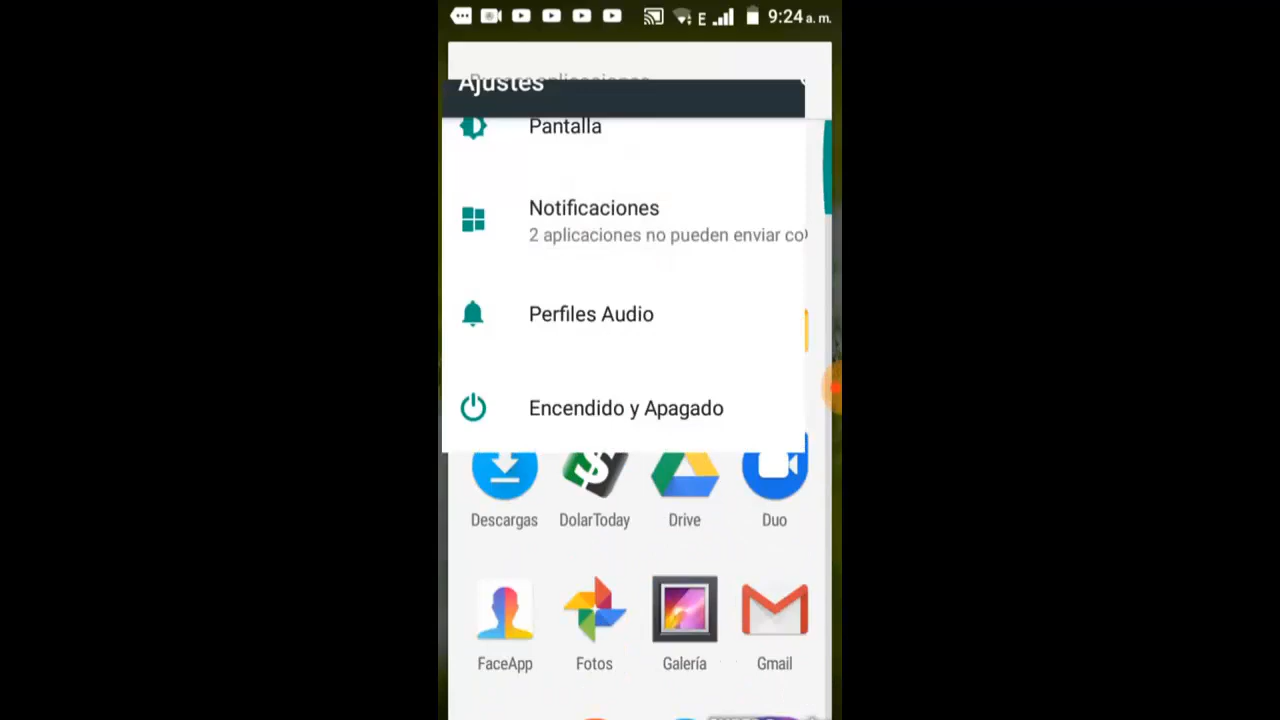 E 9:24 a. m.
Ajustes
Pantalla
Notificaciones
2 aplicaciones no pueden enviar co
Perfiles Audio
Encendido y Apagado
Descargas DolarToday Drive Duo
FaceApp Fotos Galería Gmail